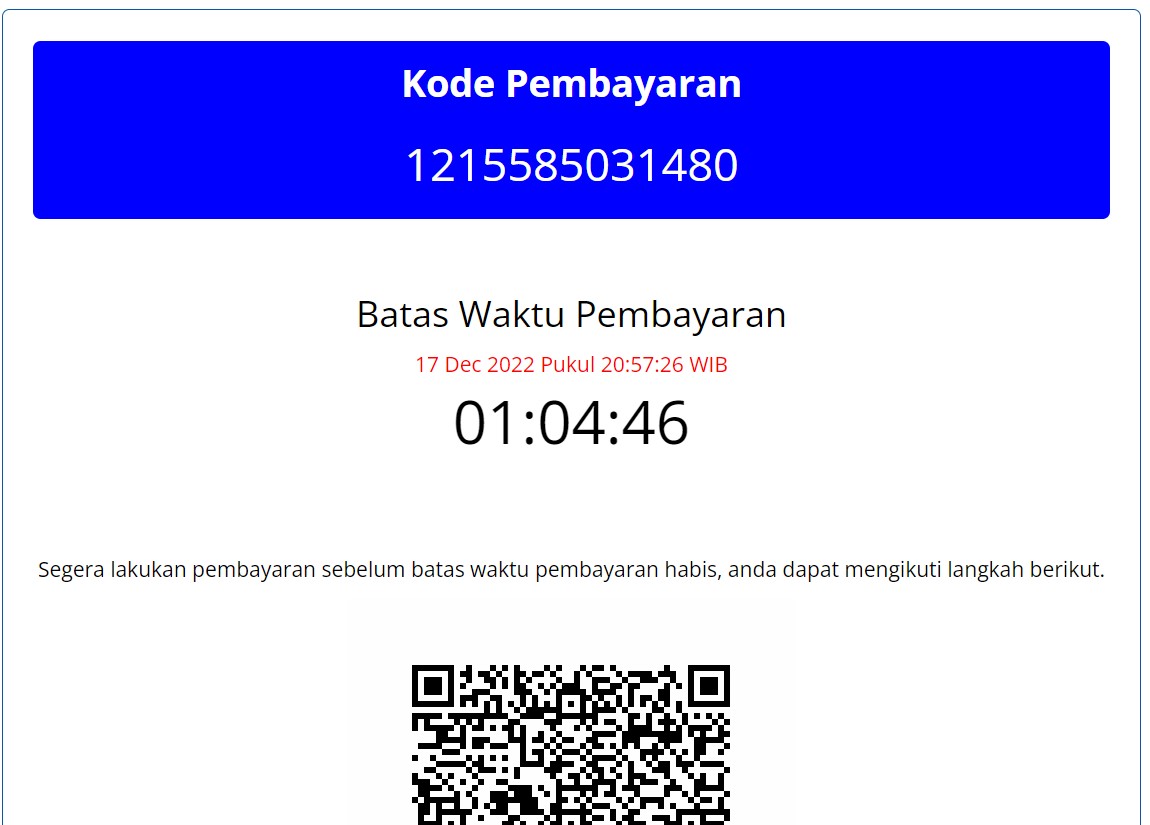 Kode Pembayaran
1215585031480
Batas Waktu Pembayaran
17 Dec 2022 Pukul 20:57:26 WIB
01:04:46
Segera lakukan pembayaran sebelum batas waktu pembayaran habis, anda dapat mengikuti langkah berikut.